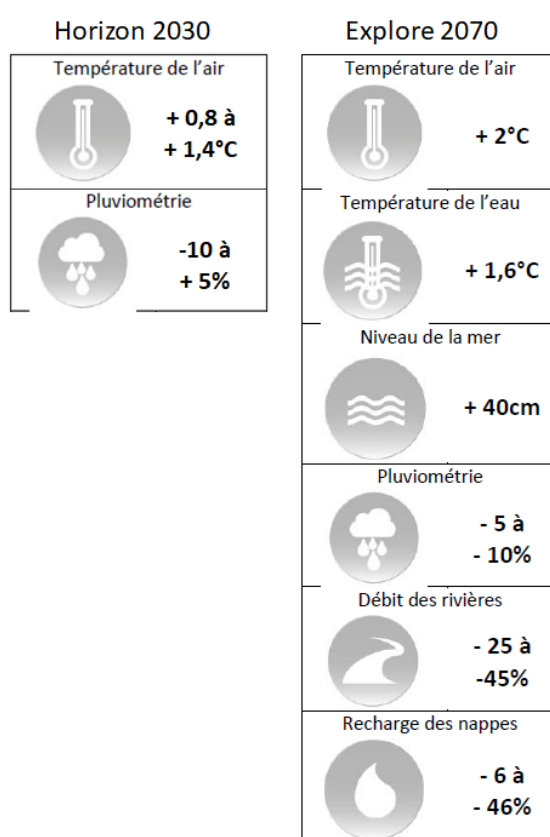 Horizon 2030
Température de l'air
+ 0,8 à
+ 1,4°C
Pluviométrie
-10 à
+ 5%
Explore 2070
Température de l'air
+ 2°C
Température de l'eau
+ 1,6°C
Niveau de la mer
+ 40cm
Pluviométrie
- 5 à
- 10%
Débit des rivières
- 25 à
-45%
Recharge des nappes
- 6 à
- 46%